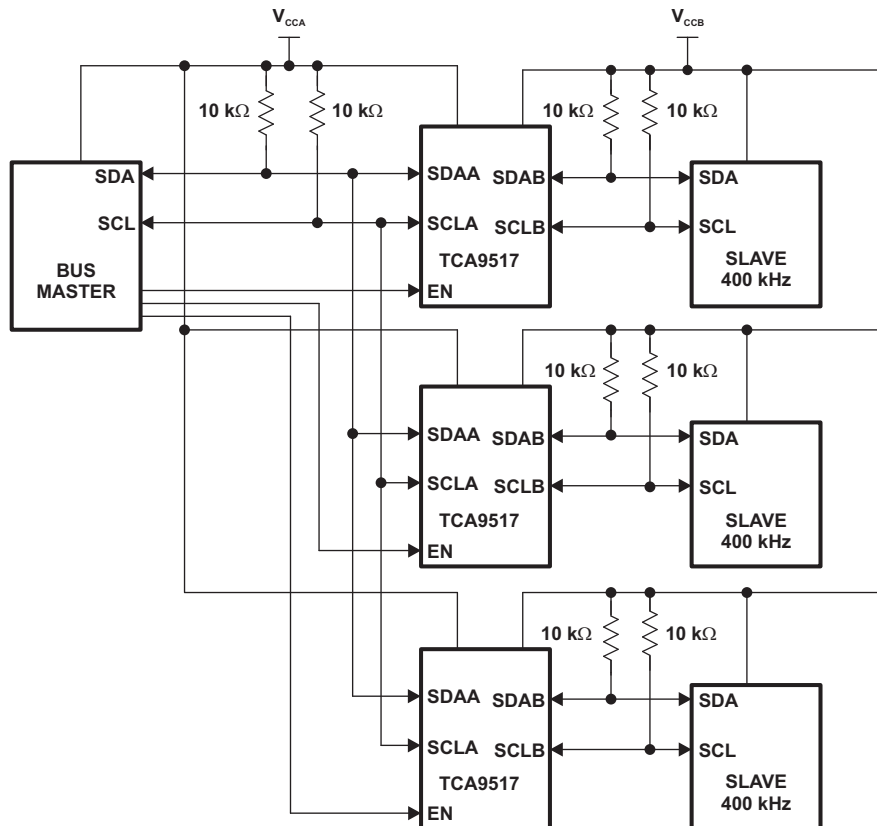 V_CCA
V_CCB
10 kΩ
10 kΩ
10 kΩ
10 kΩ
SDA
SCL
BUS
MASTER
SDAA
SCLA
TCA9517
EN
SDAB
SCLB
SDA
SCL
SLAVE
400 kHz
10 kΩ
10 kΩ
SDAA
SCLA
TCA9517
EN
SDAB
SCLB
SDA
SCL
SLAVE
400 kHz
10 kΩ
10 kΩ
SDAA
SCLA
TCA9517
EN
SDAB
SCLB
SDA
SCL
SLAVE
400 kHz